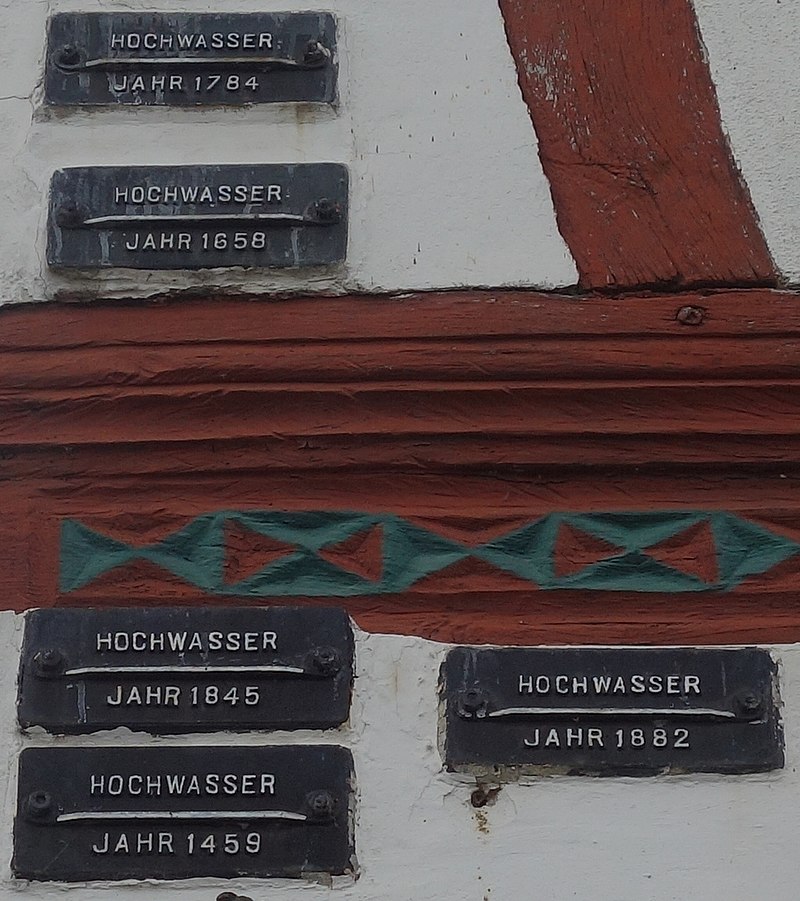 HOCHWASSER
JAHR 1784
HOCHWASSER
JAHR 1658
HOCHWASSER
JAHR 1845
HOCHWASSER
JAHR 1882
HOCHWASSER
JAHR 1459